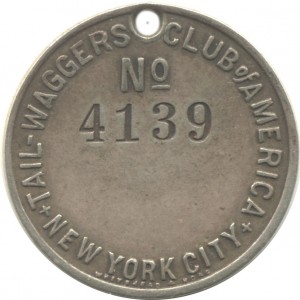 TAIL-WAGGERS CLUB of AMERICA
No
4139
NEW YORK CITY